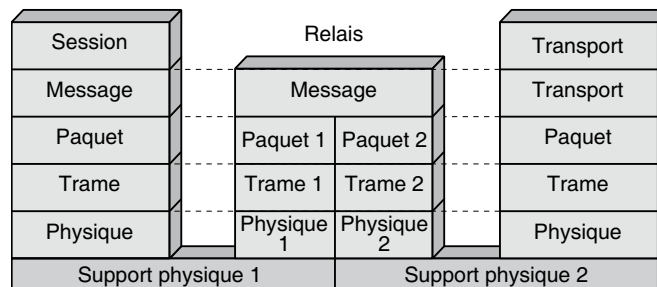 Session
Message
Paquet
Trame
Physique
Relais
Message
Paquet 1
Paquet 2
Trame 1
Trame 2
Physique
1
Physique
2
Transport
Transport
Paquet
Trame
Physique
Support physique 1
Support physique 2